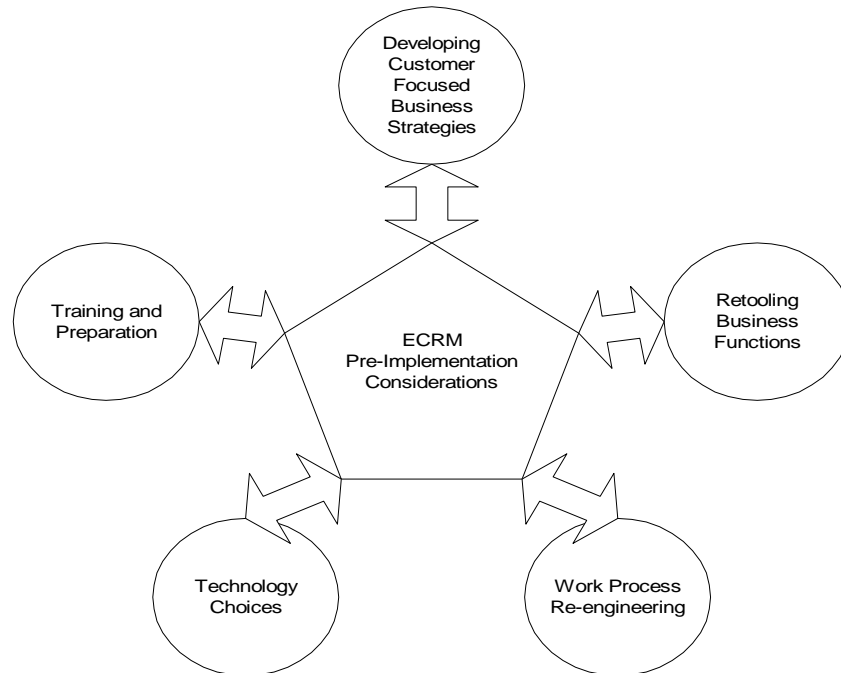 Developing
Customer
Focused
Business
Strategies
Training and
Preparation
ECRM
Pre-Implementation
Considerations
Retooling
Business
Functions
Technology
Choices
Work Process
Re-engineering